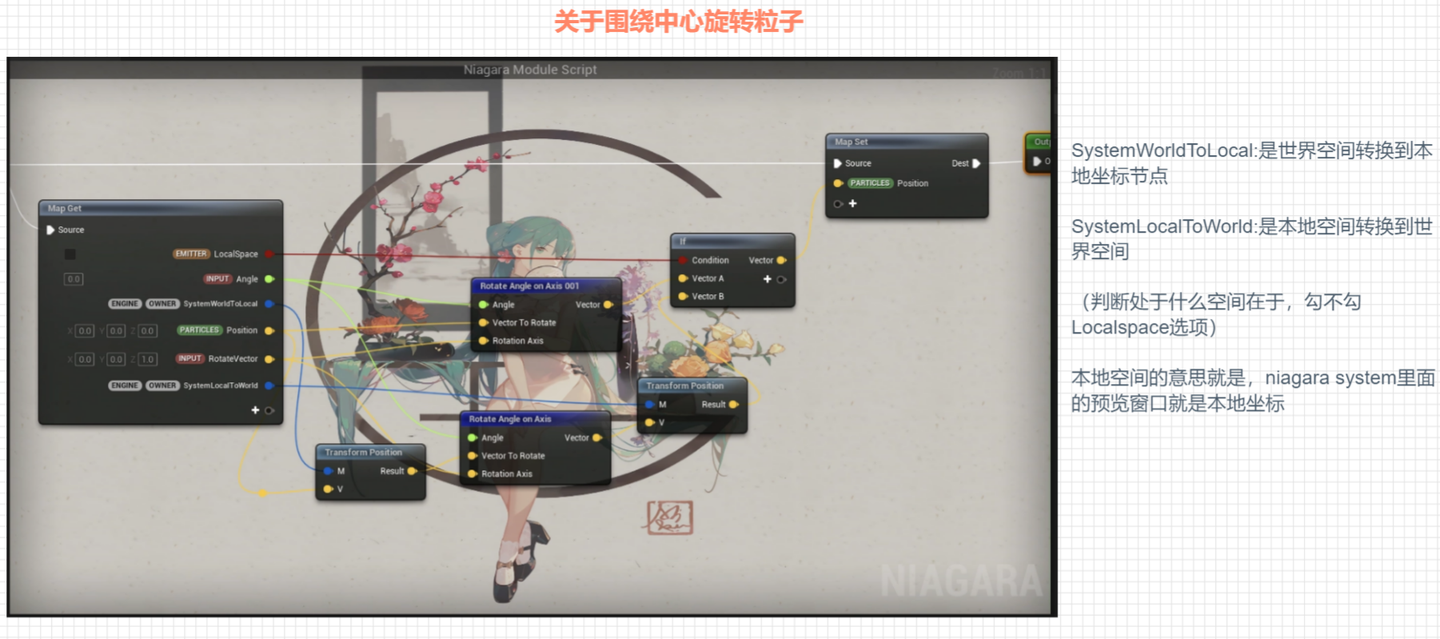 关于围绕中心旋转粒子
Niagara Module Script
Zoom 1:1
Map Get
Source
EMITTER LocalSpace
0.0 INPUT Angle
ENGINE OWNER SystemWorldToLocal
X 0.0 Y 0.0 Z 0.0 PARTICLES Position
X 0.0 Y 0.0 Z 1.0 INPUT RotateVector
ENGINE OWNER SystemLocalToWorld
+
Transform Position
M Result
V
Rotate Angle on Axis 001
Angle Vector
Vector To Rotate
Rotation Axis
Rotate Angle on Axis
Angle Vector
Vector To Rotate
Rotation Axis
Transform Position
M Result
V
If
Condition Vector
Vector A +
Vector B
Map Set
Source Dest
PARTICLES Position
+
Out
O
NIAGARA
SystemWorldToLocal:是世界空间转换到本
地坐标节点
SystemLocalToWorld:是本地空间转换到世
界空间
（判断处于什么空间在于，勾不勾
Localspace选项）
本地空间的意思就是，niagara system里面
的预览窗口就是本地坐标